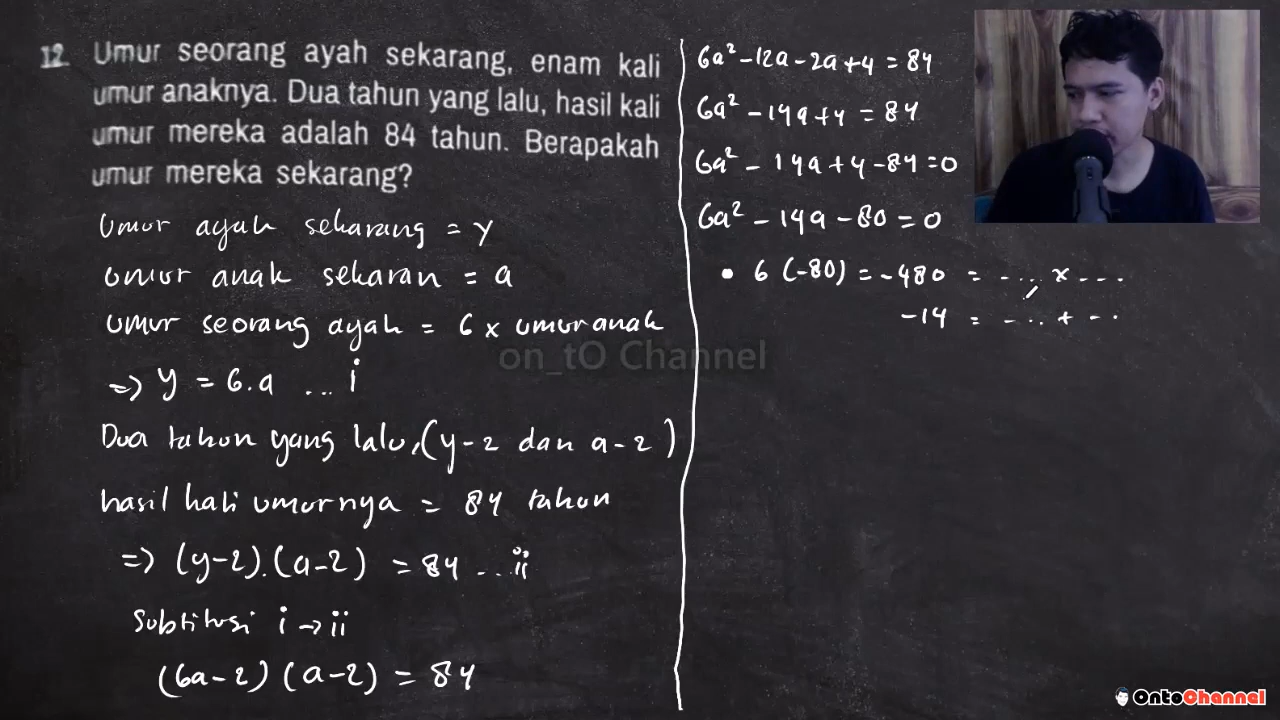 12. Umur seorang ayah sekarang, enam kali
umur anaknya. Dua tahun yang lalu, hasil kali
umur mereka adalah 84 tahun. Berapakah
umur mereka sekarang?
Umur ayah sekarang = y
Umur anak sekaran = a
Umur seorang ayah = 6 x umur anak
=> y = 6.a ... i
Dua tahun yang lalu, (y-2 dan a-2)
hasil kali umurnya = 84 tahun
=> (y-2).(a-2) = 84 ... ii
Subtitusi i → ii
(6a-2)(a-2) = 84
6a² -12a -2a+4 = 84
6a² -14a+4 = 84
6a² - 14a+4-84=0
6a² - 14a - 80 = 0
• 6 (-80) = -480 = .... x ...
-14 = .... + ...
on_tO Channel
OntoChannel